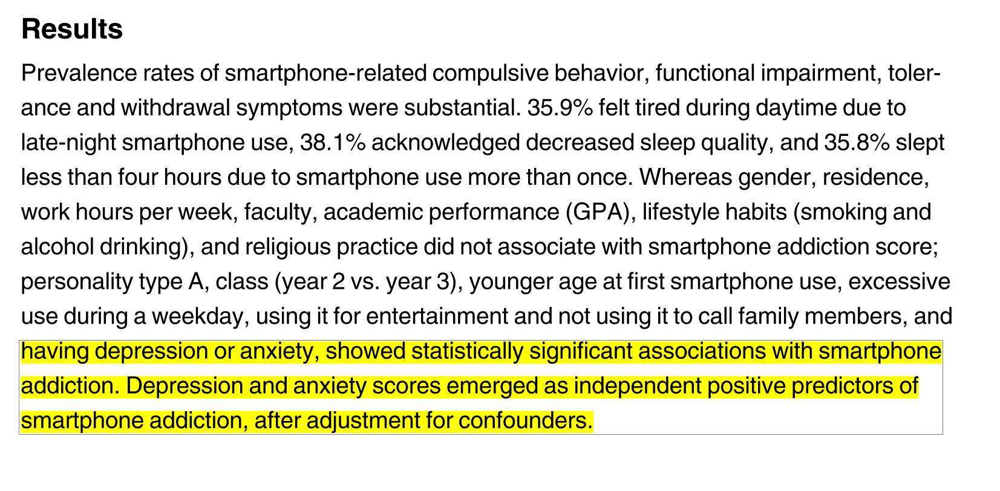 Results
Prevalence rates of smartphone-related compulsive behavior, functional impairment, toler-
ance and withdrawal symptoms were substantial. 35.9% felt tired during daytime due to
late-night smartphone use, 38.1% acknowledged decreased sleep quality, and 35.8% slept
less than four hours due to smartphone use more than once. Whereas gender, residence,
work hours per week, faculty, academic performance (GPA), lifestyle habits (smoking and
alcohol drinking), and religious practice did not associate with smartphone addiction score;
personality type A, class (year 2 vs. year 3), younger age at first smartphone use, excessive
use during a weekday, using it for entertainment and not using it to call family members, and
having depression or anxiety, showed statistically significant associations with smartphone
addiction. Depression and anxiety scores emerged as independent positive predictors of
smartphone addiction, after adjustment for confounders.